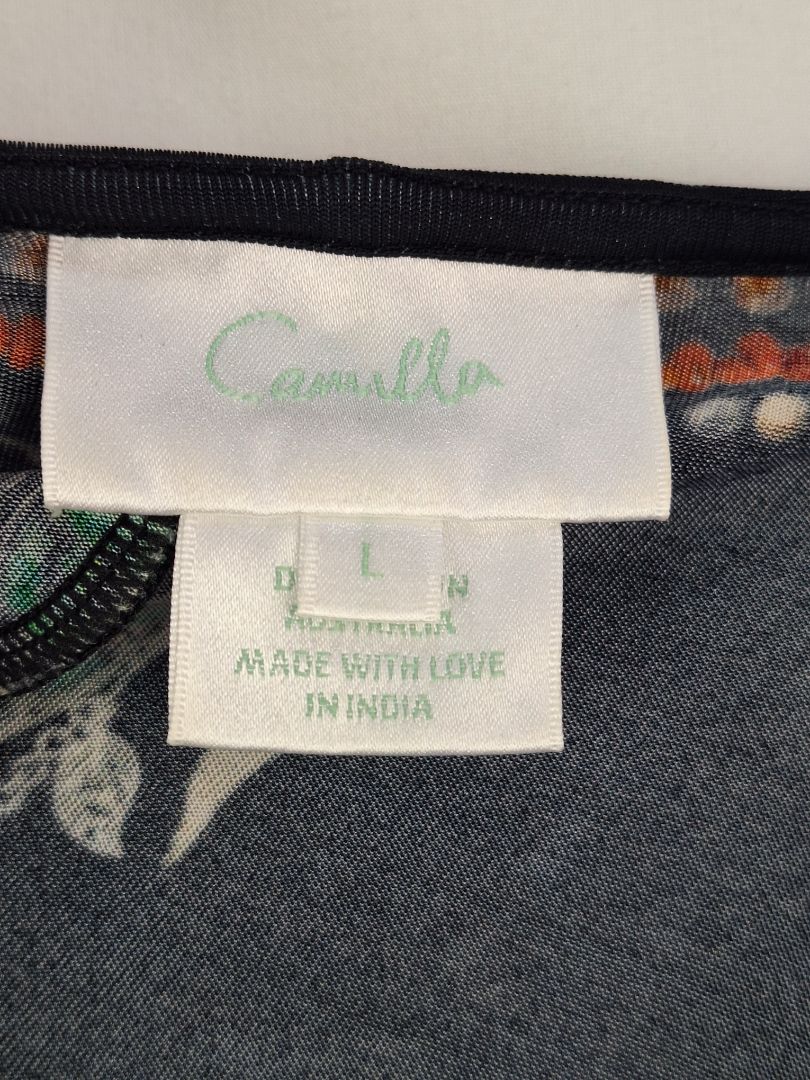 Camilla
L
AUSTRALIA
MADE WITH LOVE
IN INDIA